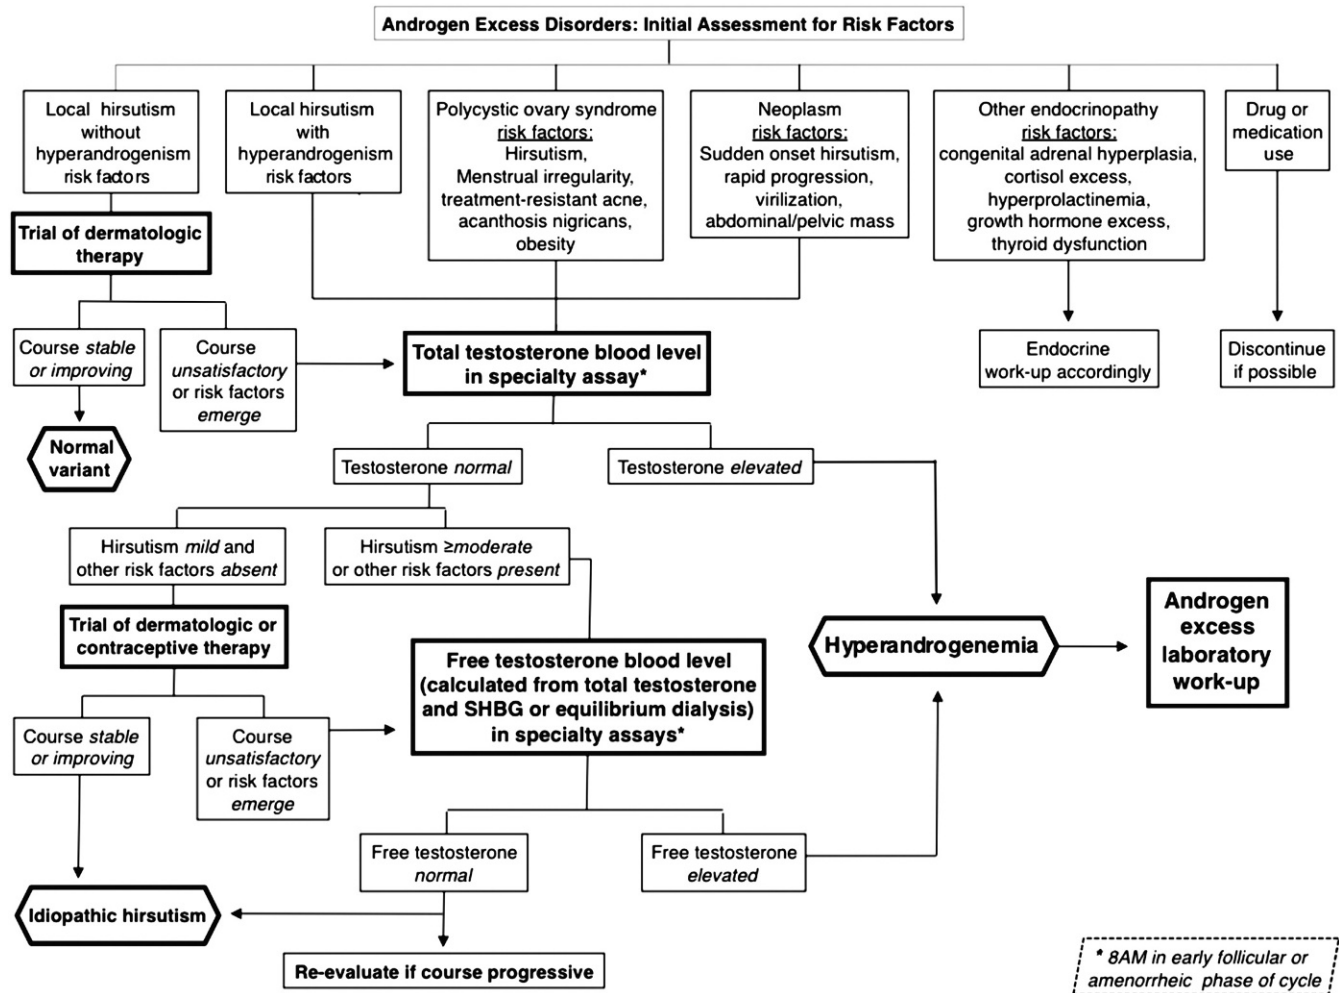 Androgen Excess Disorders: Initial Assessment for Risk Factors
Local hirsutism
without
hyperandrogenism
risk factors
Local hirsutism
with
hyperandrogenism
risk factors
Polycystic ovary syndrome
risk factors:
Hirsutism,
Menstrual irregularity,
treatment-resistant acne,
acanthosis nigricans,
obesity
Neoplasm
risk factors:
Sudden onset hirsutism,
rapid progression,
virilization,
abdominal/pelvic mass
Other endocrinopathy
risk factors:
congenital adrenal hyperplasia,
cortisol excess,
hyperprolactinemia,
growth hormone excess,
thyroid dysfunction
Drug or
medication
use
Trial of dermatologic
therapy
Course stable
or improving
Course
unsatisfactory
or risk factors
emerge
Total testosterone blood level
in specialty assay*
Endocrine
work-up accordingly
Discontinue
if possible
Normal
variant
Testosterone normal
Testosterone elevated
Hirsutism mild and
other risk factors absent
Hirsutism ≥moderate
or other risk factors present
Trial of dermatologic or
contraceptive therapy
Free testosterone blood level
(calculated from total testosterone
and SHBG or equilibrium dialysis)
in specialty assays*
Hyperandrogenemia
Androgen
excess
laboratory
work-up
Course stable
or improving
Course
unsatisfactory
or risk factors
emerge
Free testosterone
normal
Free testosterone
elevated
Idiopathic hirsutism
Re-evaluate if course progressive
* 8AM in early follicular or
amenorrheic phase of cycle